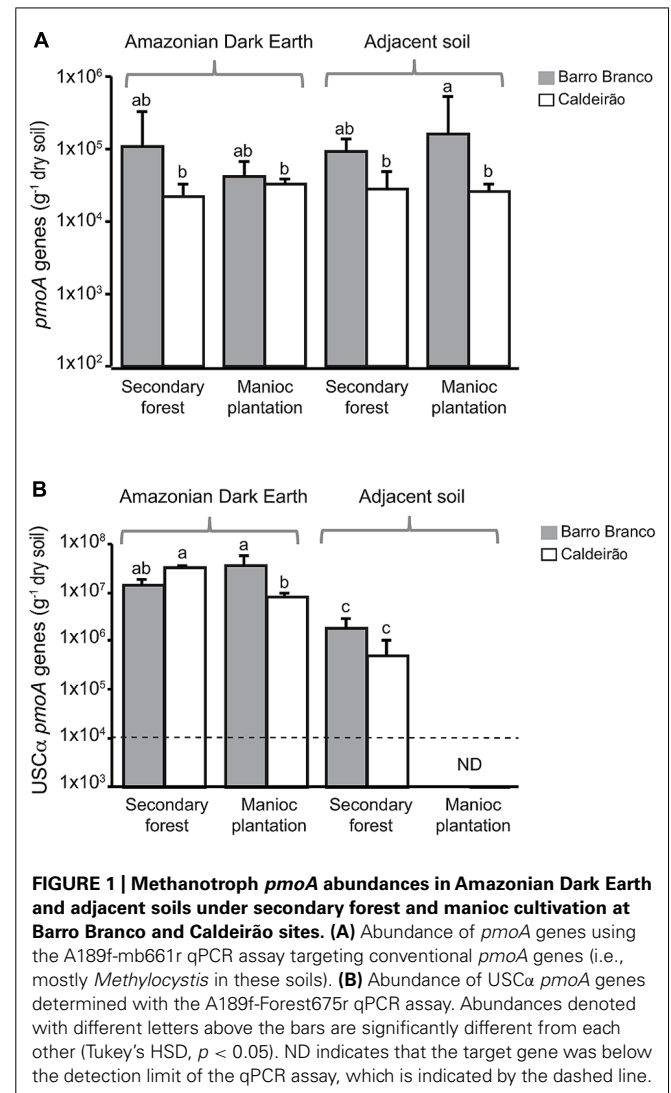 A
Amazonian Dark Earth
Adjacent soil
Barro Branco
Caldeirão
pmoA genes (g⁻¹ dry soil)
1x10⁶
1x10⁵
1x10⁴
1x10³
1x10²
ab
b
ab
b
ab
b
a
b
Secondary
forest
Manioc
plantation
Secondary
forest
Manioc
plantation
B
Amazonian Dark Earth
Adjacent soil
Barro Branco
Caldeirão
USCα pmoA genes (g⁻¹ dry soil)
1x10⁸
1x10⁷
1x10⁶
1x10⁵
1x10⁴
1x10³
ab
a
a
b
c
c
ND
Secondary
forest
Manioc
plantation
Secondary
forest
Manioc
plantation
FIGURE 1 | Methanotroph pmoA abundances in Amazonian Dark Earth
and adjacent soils under secondary forest and manioc cultivation at
Barro Branco and Caldeirão sites. (A) Abundance of pmoA genes using
the A189f-mb661r qPCR assay targeting conventional pmoA genes (i.e.,
mostly Methylocystis in these soils). (B) Abundance of USCα pmoA genes
determined with the A189f-Forest675r qPCR assay. Abundances denoted
with different letters above the bars are significantly different from each
other (Tukey's HSD, p < 0.05). ND indicates that the target gene was below
the detection limit of the qPCR assay, which is indicated by the dashed line.